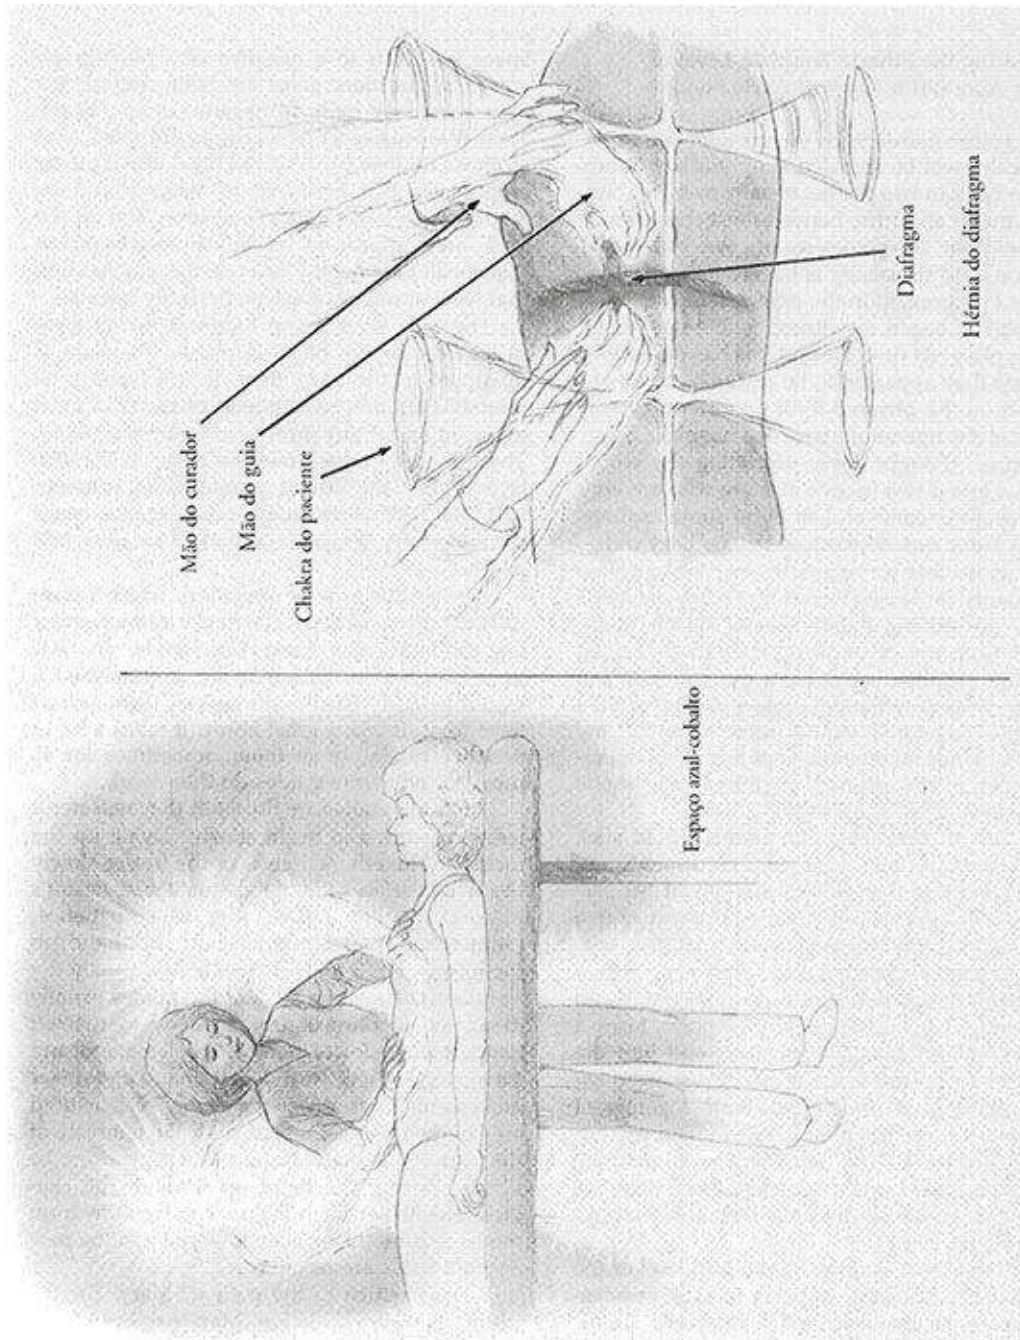 Mão do curador
Mão do guia
Chakra do paciente
Diafragma
Hérnia do diafragma
Espaço azul-cobalto